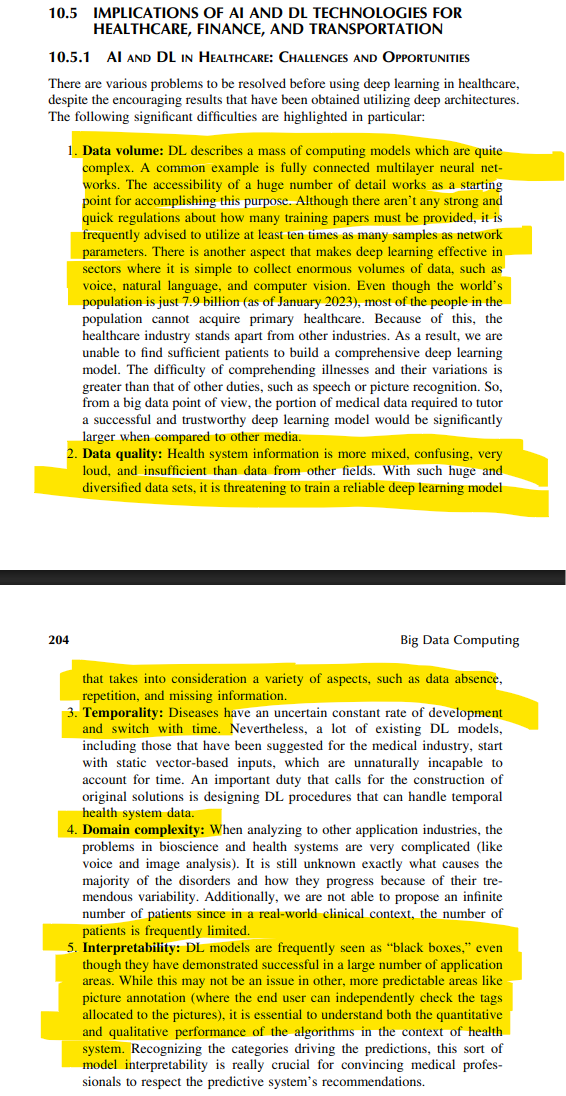 10.5 IMPLICATIONS OF AI AND DL TECHNOLOGIES FOR
HEALTHCARE, FINANCE, AND TRANSPORTATION
10.5.1 AI AND DL IN HEALTHCARE: CHALLENGES AND OPPORTUNITIES
There are various problems to be resolved before using deep learning in healthcare,
despite the encouraging results that have been obtained utilizing deep architectures.
The following significant difficulties are highlighted in particular:
1. Data volume: DL describes a mass of computing models which are quite
complex. A common example is fully connected multilayer neural net-
works. The accessibility of a huge number of detail works as a starting
point for accomplishing this purpose. Although there aren't any strong and
quick regulations about how many training papers must be provided, it is
frequently advised to utilize at least ten times as many samples as network
parameters. There is another aspect that makes deep learning effective in
sectors where it is simple to collect enormous volumes of data, such as
voice, natural language, and computer vision. Even though the world's
population is just 7.9 billion (as of January 2023), most of the people in the
population cannot acquire primary healthcare. Because of this, the
healthcare industry stands apart from other industries. As a result, we are
unable to find sufficient patients to build a comprehensive deep learning
model. The difficulty of comprehending illnesses and their variations is
greater than that of other duties, such as speech or picture recognition. So,
from a big data point of view, the portion of medical data required to tutor
a successful and trustworthy deep learning model would be significantly
larger when compared to other media.
2. Data quality: Health system information is more mixed, confusing, very
loud, and insufficient than data from other fields. With such huge and
diversified data sets, it is threatening to train a reliable deep learning model
204 Big Data Computing
that takes into consideration a variety of aspects, such as data absence,
repetition, and missing information.
3. Temporality: Diseases have an uncertain constant rate of development
and switch with time. Nevertheless, a lot of existing DL models,
including those that have been suggested for the medical industry, start
with static vector-based inputs, which are unnaturally incapable to
account for time. An important duty that calls for the construction of
original solutions is designing DL procedures that can handle temporal
health system data.
4. Domain complexity: When analyzing to other application industries, the
problems in bioscience and health systems are very complicated (like
voice and image analysis). It is still unknown exactly what causes the
majority of the disorders and how they progress because of their tre-
mendous variability. Additionally, we are not able to propose an infinite
number of patients since in a real-world clinical context, the number of
patients is frequently limited.
5. Interpretability: DL models are frequently seen as "black boxes," even
though they have demonstrated successful in a large number of application
areas. While this may not be an issue in other, more predictable areas like
picture annotation (where the end user can independently check the tags
allocated to the pictures), it is essential to understand both the quantitative
and qualitative performance of the algorithms in the context of health
system. Recognizing the categories driving the predictions, this sort of
model interpretability is really crucial for convincing medical profes-
sionals to respect the predictive system's recommendations.